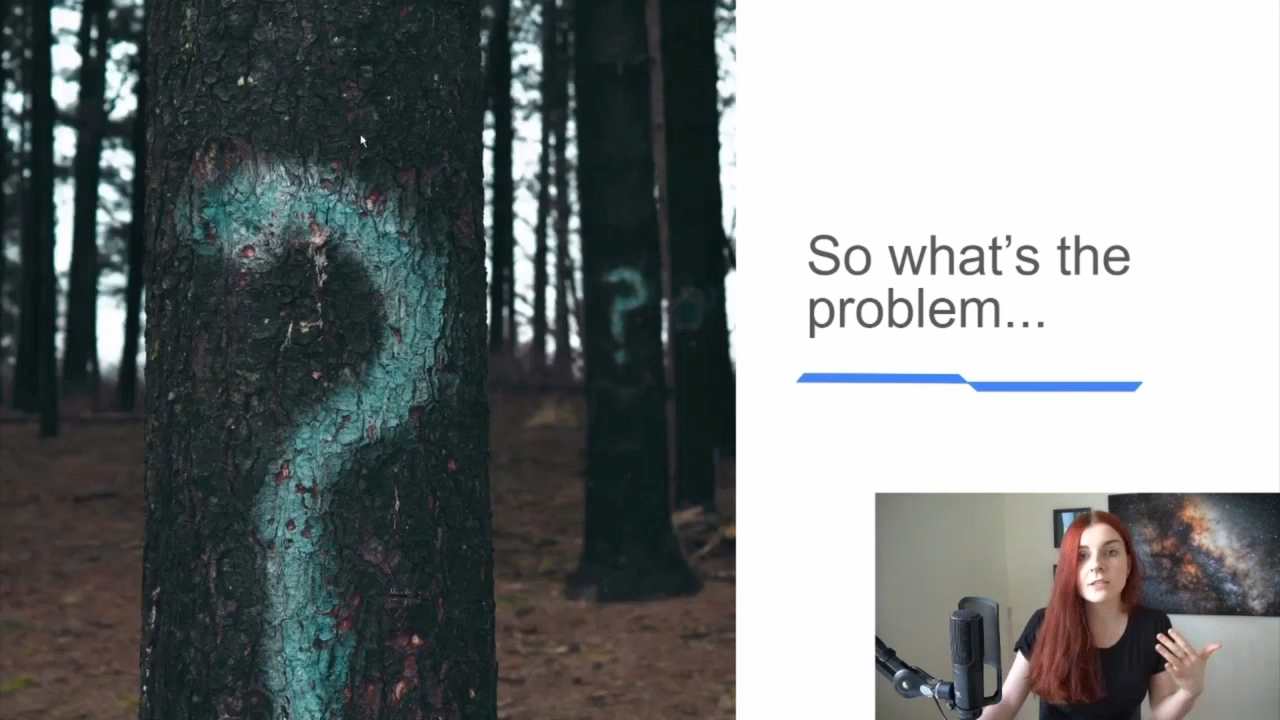 ?
?
So what’s the
problem...